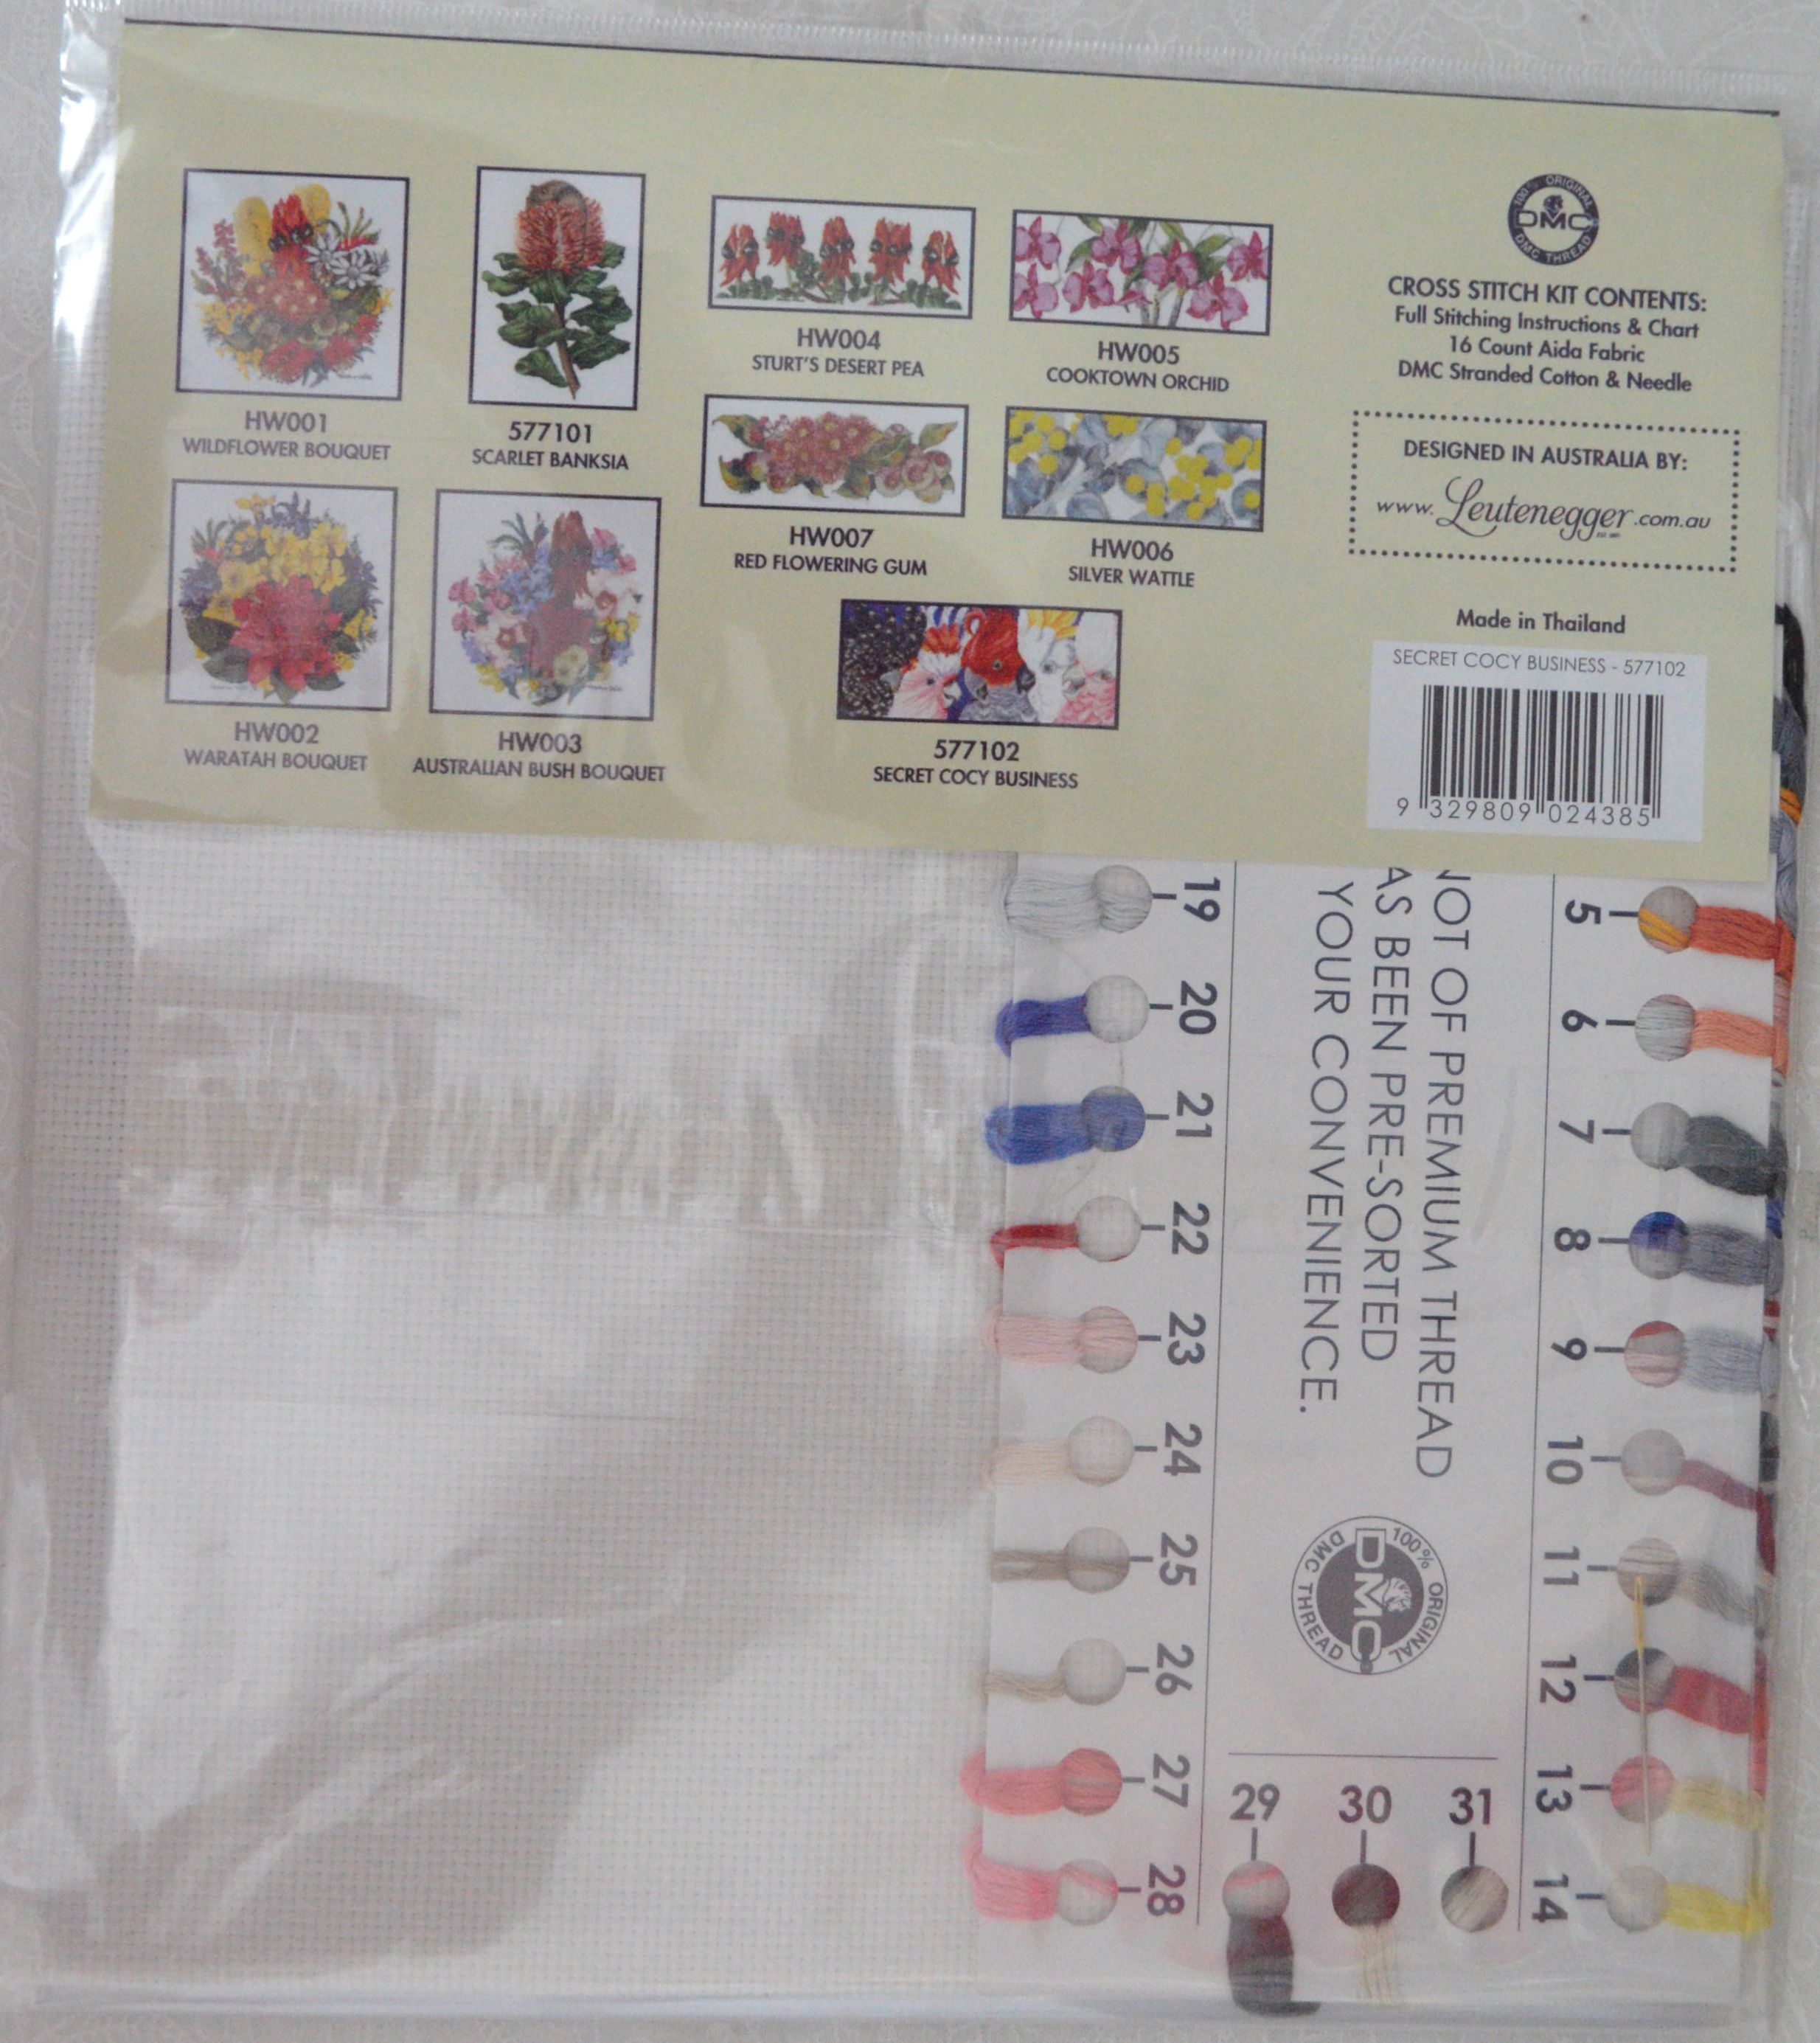 HW001
WILDFLOWER BOUQUET
577101
SCARLET BANKSIA
HW004
STURT'S DESERT PEA
HW005
COOKTOWN ORCHID
HW002
WARATAH BOUQUET
HW003
AUSTRALIAN BUSH BOUQUET
HW007
RED FLOWERING GUM
HW006
SILVER WATTLE
577102
SECRET COCY BUSINESS
100% ORIGINAL
DMC
DMC THREAD
CROSS STITCH KIT CONTENTS:
Full Stitching Instructions & Chart
16 Count Aida Fabric
DMC Stranded Cotton & Needle
DESIGNED IN AUSTRALIA BY:
www.Leutenegger.com.au
Made in Thailand
SECRET COCY BUSINESS - 577102
9 329809 024385
NOT OF PREMIUM THREAD
AS BEEN PRE-SORTED
YOUR CONVENIENCE.
100% ORIGINAL
DMC
DMC THREAD
19
20
21
22
23
24
25
26
27
28
29
30
31
5
6
7
8
9
10
11
12
13
14